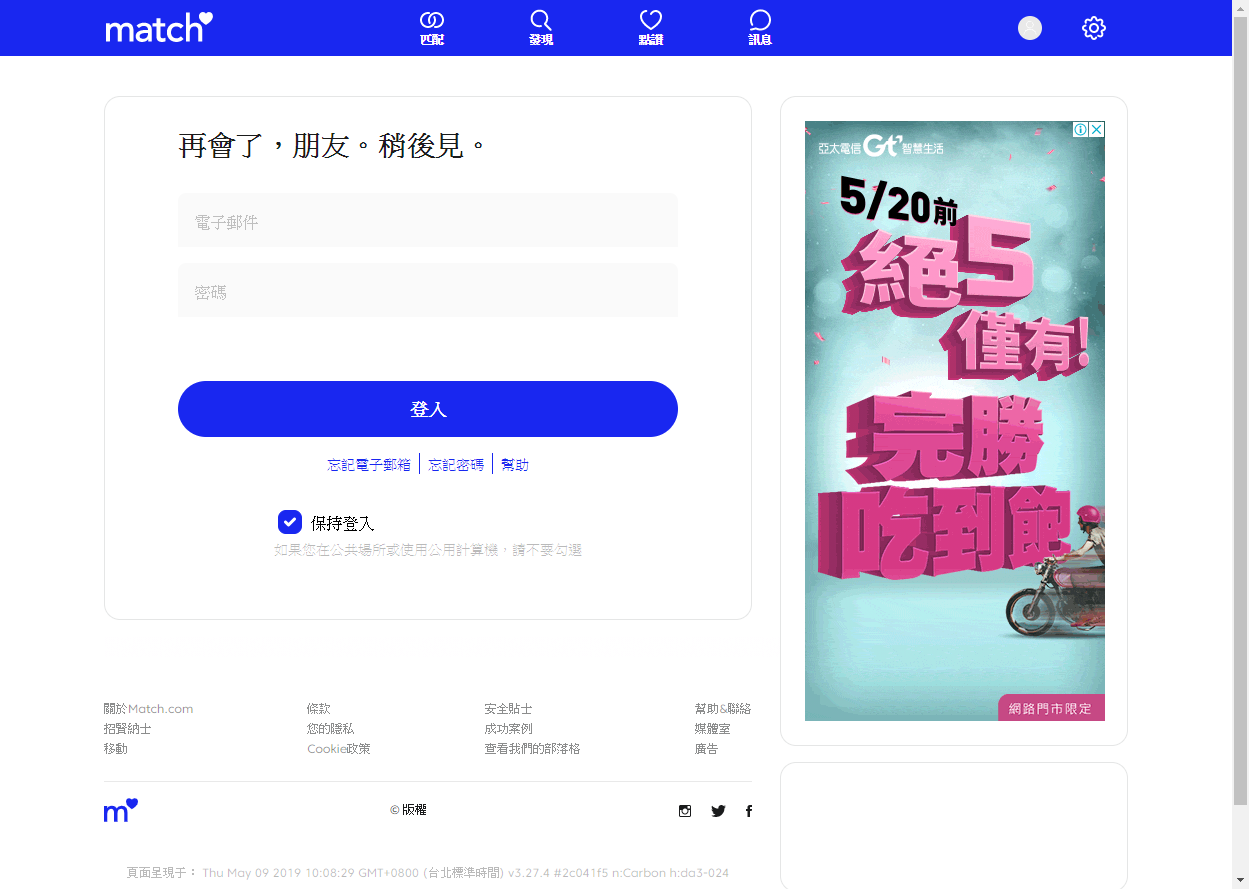 match
匹配
發現
點讚
訊息
再會了，朋友。稍後見。
電子郵件
密碼
登入
忘記電子郵箱
忘記密碼
幫助
保持登入
如果您在公共場所或使用公用計算機，請不要勾選
亞太電信 Gt 智慧生活
5/20前
絕5
僅有!
完勝
吃到飽
網路門市限定
關於Match.com
招賢納士
移動
條款
您的隱私
Cookie政策
安全貼士
成功案例
查看我們的部落格
幫助&聯絡
媒體室
廣告
m
© 版權
頁面呈現于： Thu May 09 2019 10:08:29 GMT+0800 (台北標準時間) v3.27.4 #2c041f5 n:Carbon h:da3-024